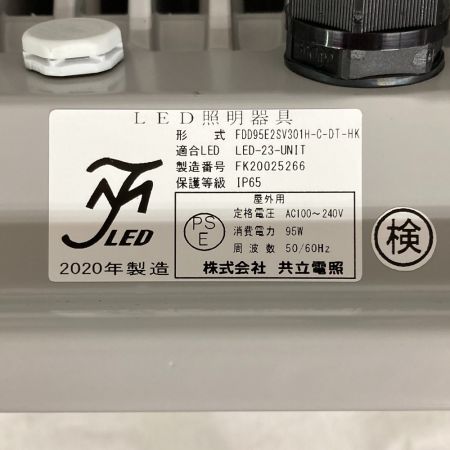 LED照明器具
形式 FDD95E2SV301H-C-DT-HK
適合LED LED-23-UNIT
製造番号 FK20025266
保護等級 IP65
LED
2020年製造
PS
E
屋外用
定格電圧 AC100～240V
消費電力 95W
周波数 50/60Hz
株式会社 共立電照
検